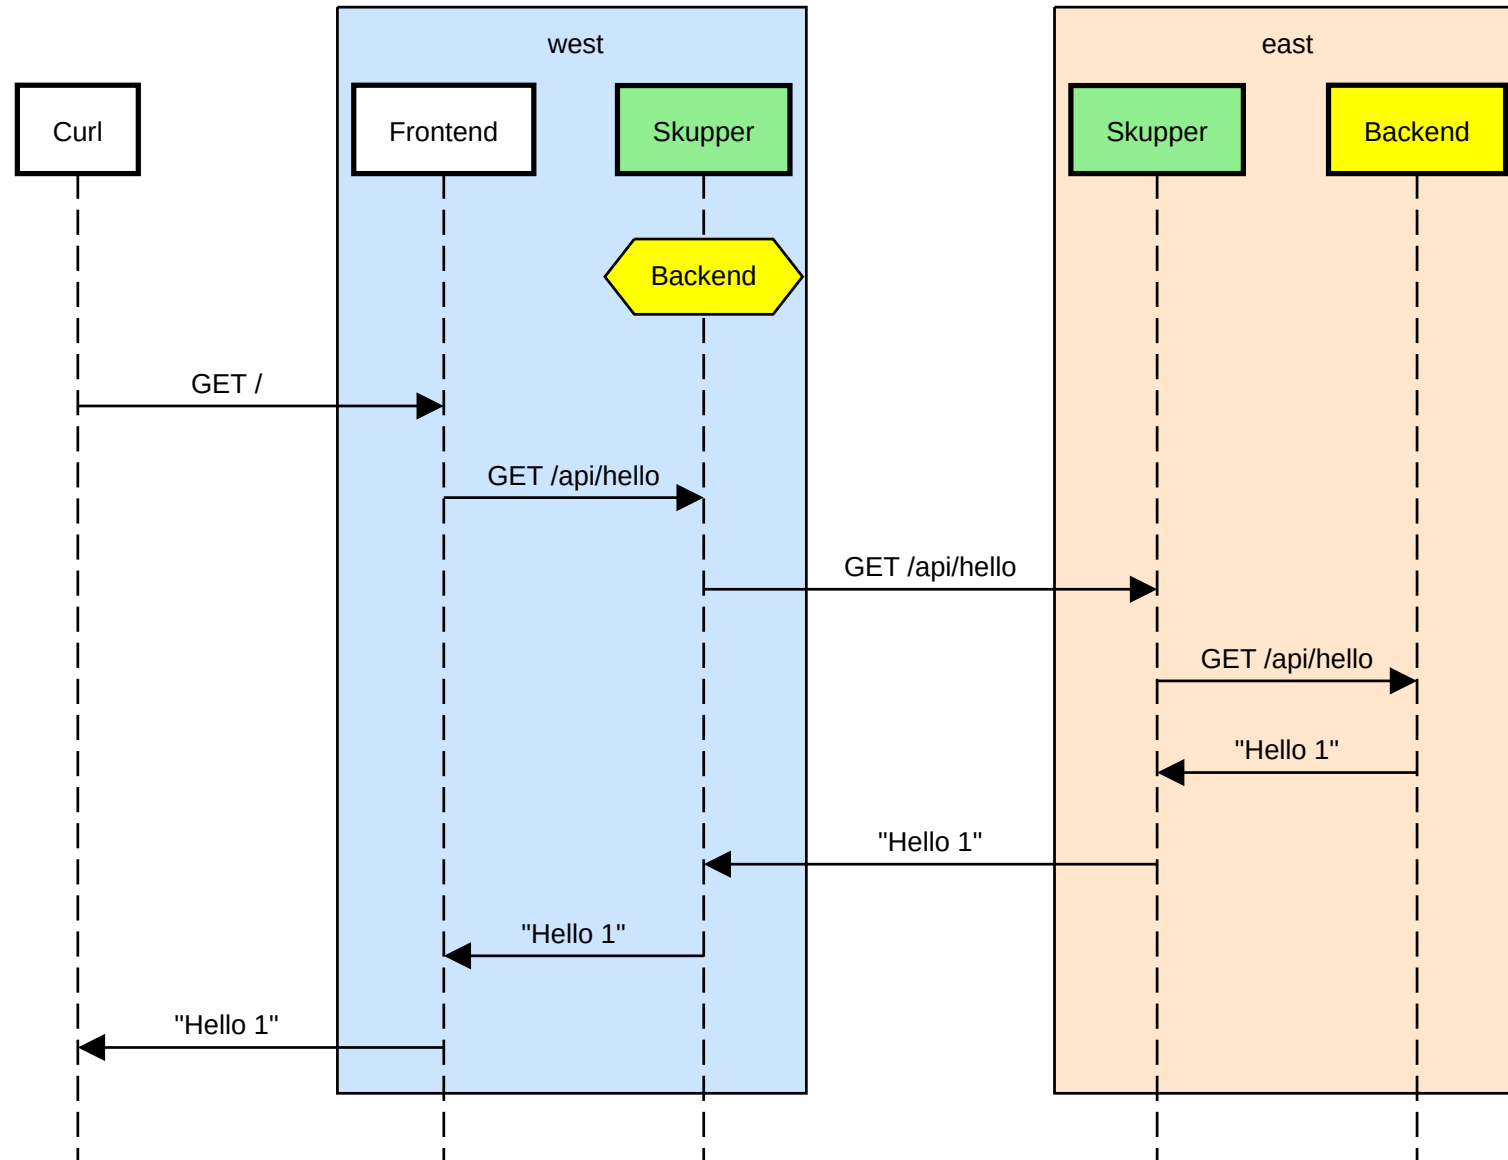 west
east
Curl
Frontend
Skupper
Skupper
Backend
Backend
GET /
GET /api/hello
GET /api/hello
GET /api/hello
"Hello 1"
"Hello 1"
"Hello 1"
"Hello 1"